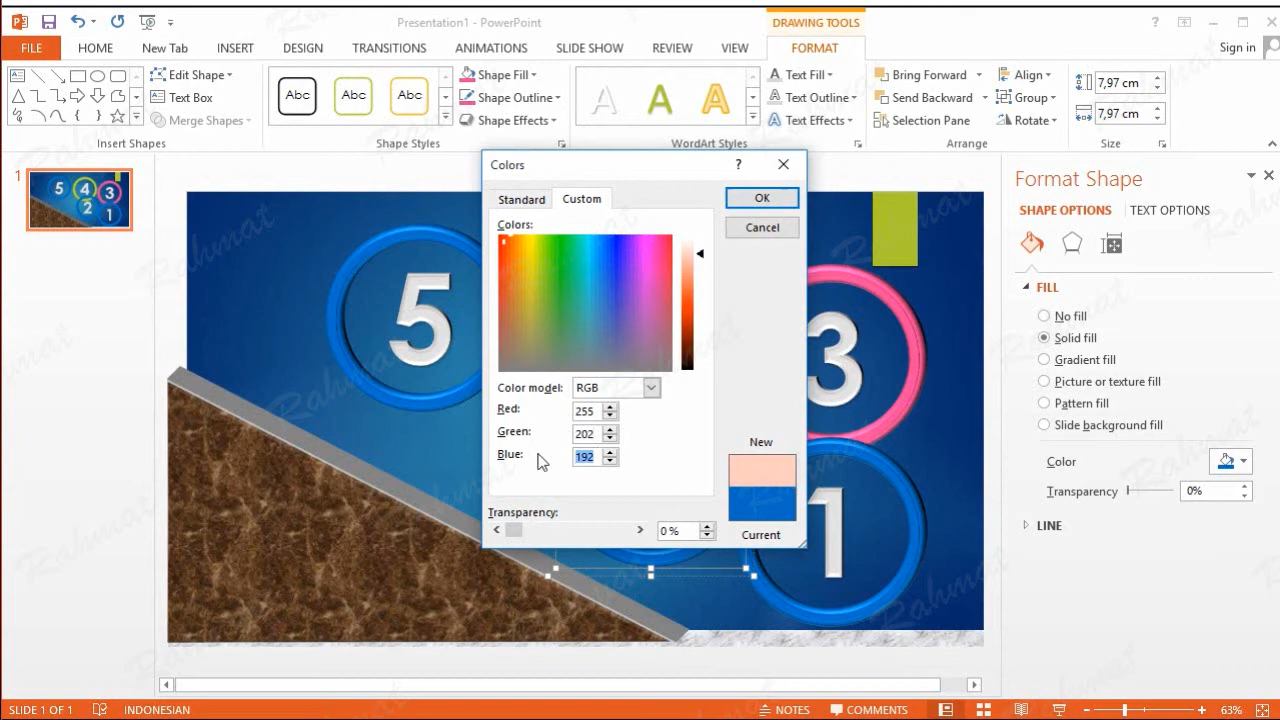 Presentation1 - PowerPoint
DRAWING TOOLS
?
FILE
HOME
New Tab
INSERT
DESIGN
TRANSITIONS
ANIMATIONS
SLIDE SHOW
REVIEW
VIEW
FORMAT
Sign in
Edit Shape
Text Box
Merge Shapes
Insert Shapes
Abc
Abc
Abc
Shape Fill
Shape Outline
Shape Effects
Shape Styles
A
A
A
WordArt Styles
Text Fill
Text Outline
Text Effects
Bring Forward
Send Backward
Selection Pane
Align
Group
Rotate
Arrange
7,97 cm
7,97 cm
Size
1
5
4
3
2
1
5
3
1
Colors
?
Standard
Custom
OK
Cancel
Colors:
Color model:
RGB
Red:
255
Green:
202
Blue:
192
New
Current
Transparency:
0 %
Format Shape
SHAPE OPTIONS
TEXT OPTIONS
FILL
No fill
Solid fill
Gradient fill
Picture or texture fill
Pattern fill
Slide background fill
Color
Transparency
0%
LINE
SLIDE 1 OF 1
INDONESIAN
NOTES
COMMENTS
63%
Rahmat